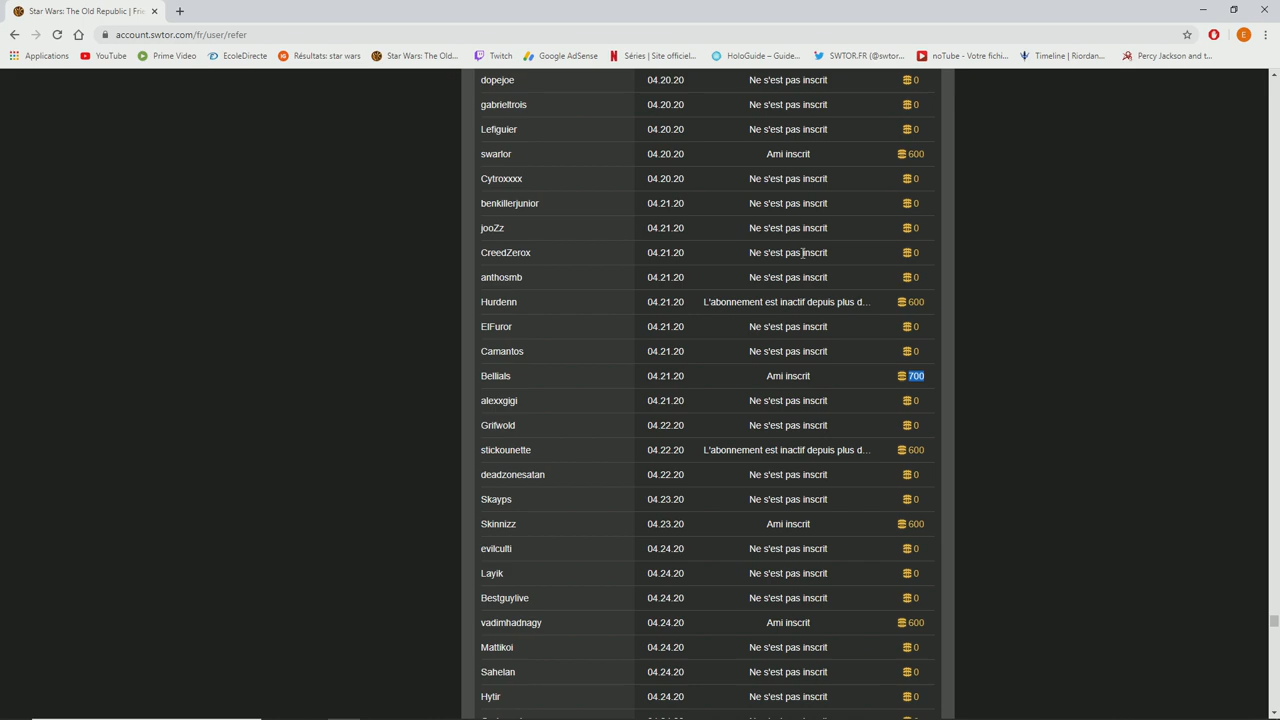 Star Wars: The Old Republic | Frie
account.swtor.com/fr/user/refer
E
Applications YouTube Prime Video EcoleDirecte Résultats: star wars Star Wars: The Old... Twitch Google AdSense Séries | Site officiel... HoloGuide – Guide... SWTOR.FR (@swtor... noTube - Votre fichi... Timeline | Riordan... Percy Jackson and t...
dopejoe 04.20.20 Ne s'est pas inscrit 0
gabrieltrois 04.20.20 Ne s'est pas inscrit 0
Lefiguier 04.20.20 Ne s'est pas inscrit 0
swarlor 04.20.20 Ami inscrit 600
Cytroxxxx 04.20.20 Ne s'est pas inscrit 0
benkillerjunior 04.21.20 Ne s'est pas inscrit 0
jooZz 04.21.20 Ne s'est pas inscrit 0
CreedZerox 04.21.20 Ne s'est pas inscrit 0
anthosmb 04.21.20 Ne s'est pas inscrit 0
Hurdenn 04.21.20 L'abonnement est inactif depuis plus d... 600
ElFuror 04.21.20 Ne s'est pas inscrit 0
Camantos 04.21.20 Ne s'est pas inscrit 0
Bellials 04.21.20 Ami inscrit 700
alexxgigi 04.21.20 Ne s'est pas inscrit 0
Grifwold 04.22.20 Ne s'est pas inscrit 0
stickounette 04.22.20 L'abonnement est inactif depuis plus d... 600
deadzonesatan 04.22.20 Ne s'est pas inscrit 0
Skayps 04.23.20 Ne s'est pas inscrit 0
Skinnizz 04.23.20 Ami inscrit 600
evilculti 04.24.20 Ne s'est pas inscrit 0
Layik 04.24.20 Ne s'est pas inscrit 0
Bestguylive 04.24.20 Ne s'est pas inscrit 0
vadimhadnagy 04.24.20 Ami inscrit 600
Mattikoi 04.24.20 Ne s'est pas inscrit 0
Sahelan 04.24.20 Ne s'est pas inscrit 0
Hytir 04.24.20 Ne s'est pas inscrit 0